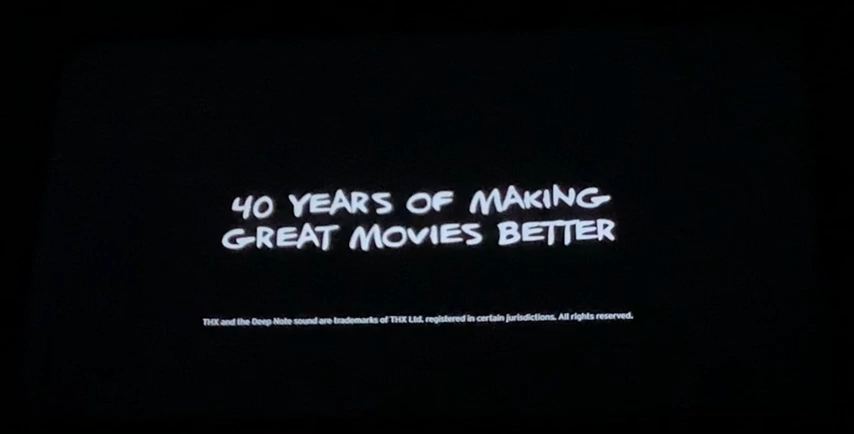 40 YEARS OF MAKING
GREAT MOVIES BETTER
THX and the Deep Note sound are trademarks of THX Ltd. registered in certain jurisdictions. All rights reserved.